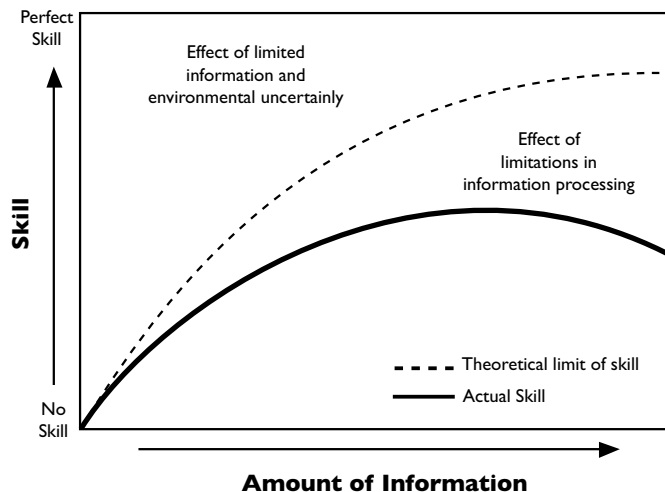 Perfect
Skill
Effect of limited
information and
environmental uncertainly
Effect of
limitations in
information processing
Skill
Theoretical limit of skill
Actual Skill
No
Skill
Amount of Information